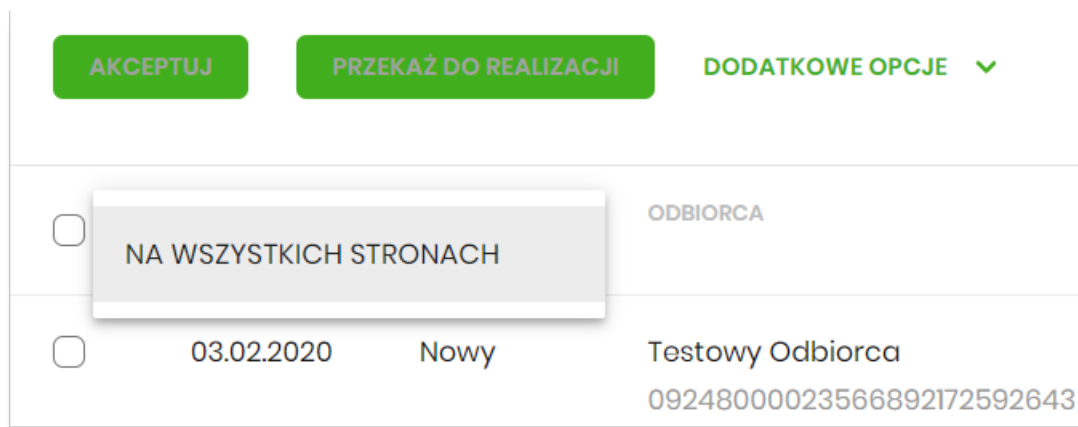 AKCEPTUJ PRZEKAŻ DO REALIZACJI DODATKOWE OPCJE
ODBIORCA
NA WSZYSTKICH STRONACH
03.02.2020 Nowy Testowy Odbiorca
09248000023566892172592643